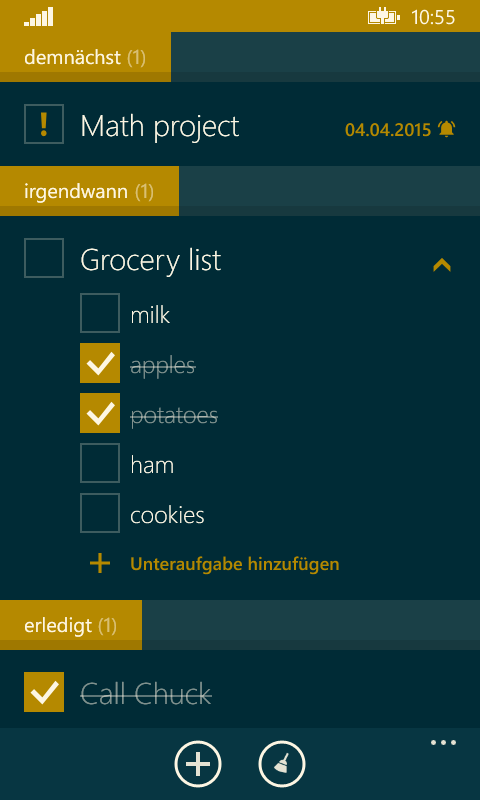 10:55
demnächst (1)
! Math project 04.04.2015
irgendwann (1)
Grocery list
milk
apples
potatoes
ham
cookies
Unteraufgabe hinzufügen
erledigt (1)
Call Chuck